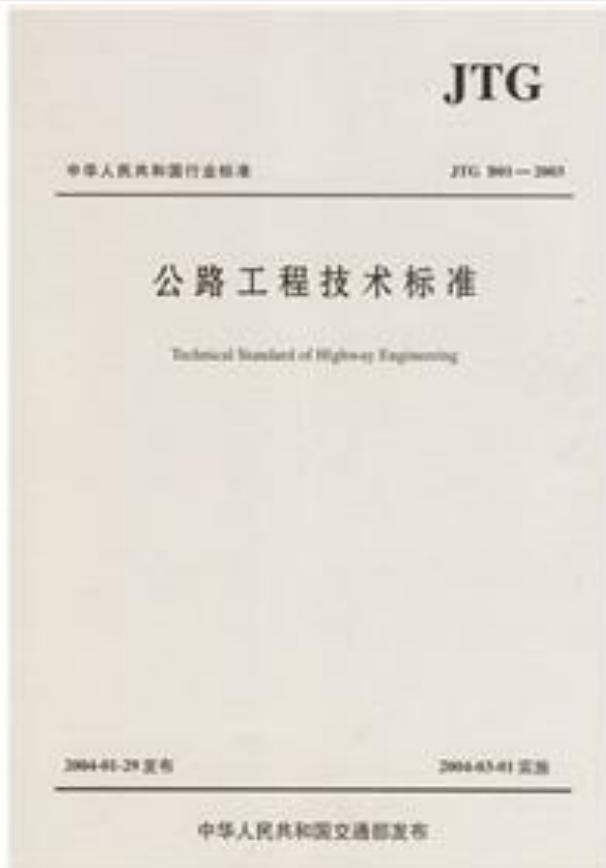 JTG
中华人民共和国行业标准 JTG B01—2003
公路工程技术标准
Technical Standard of Highway Engineering
2004-01-29 发布 2004-03-01 实施
中华人民共和国交通部发布